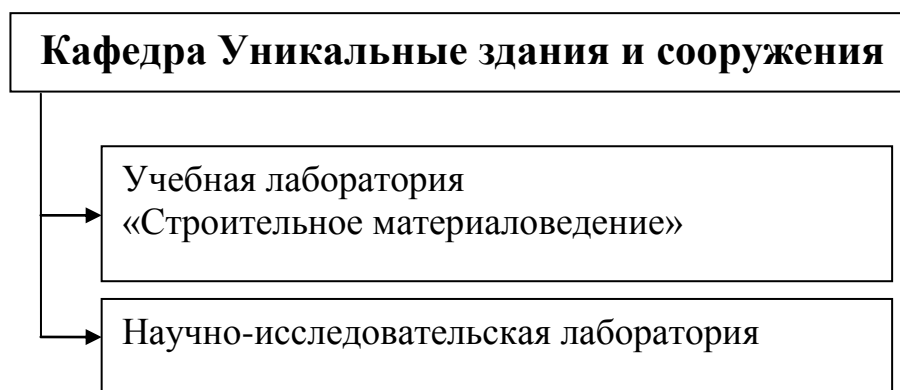 Кафедра Уникальные здания и сооружения
Учебная лаборатория
«Строительное материаловедение»
Научно-исследовательская лаборатория